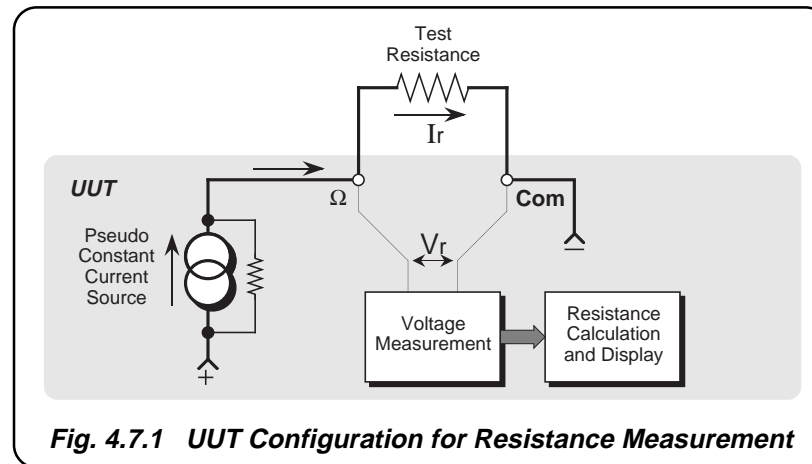 Test
Resistance
Ir
UUT
Ω
Com
Pseudo
Constant
Current
Source
Vr
Voltage
Measurement
Resistance
Calculation
and Display
+
–
Fig. 4.7.1 UUT Configuration for Resistance Measurement